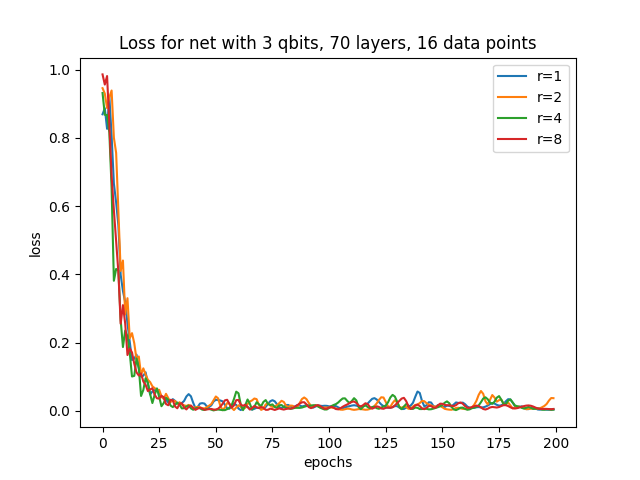 Loss for net with 3 qbits, 70 layers, 16 data points
1.0
0.8
0.6
0.4
0.2
0.0
loss
r=1
r=2
r=4
r=8
0 25 50 75 100 125 150 175 200
epochs